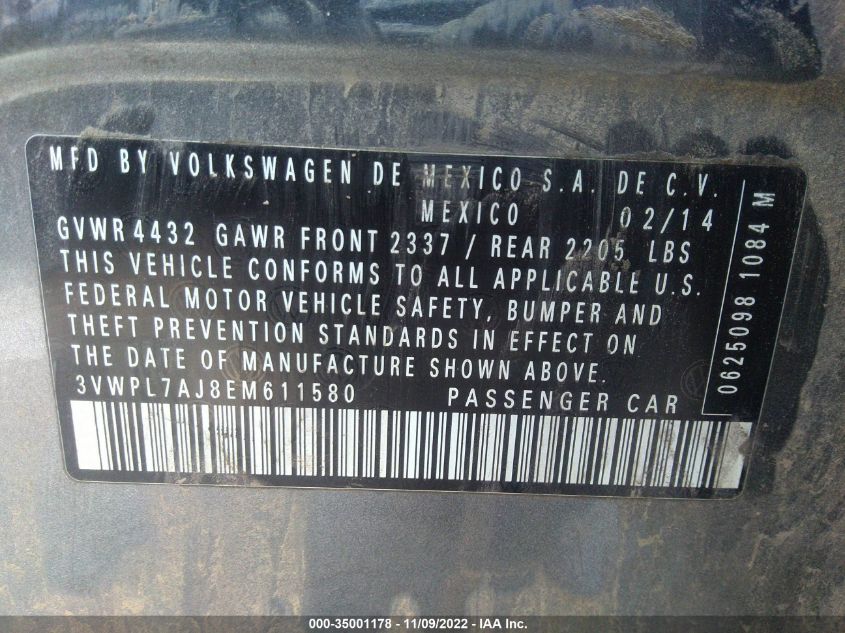 MFD BY VOLKSWAGEN DE MEXICO S.A. DE C.V.
MEXICO 02/14
GVWR 4432 GAWR FRONT 2337 / REAR 2205 LBS
THIS VEHICLE CONFORMS TO ALL APPLICABLE U.S.
FEDERAL MOTOR VEHICLE SAFETY, BUMPER AND
THEFT PREVENTION STANDARDS IN EFFECT ON
THE DATE OF MANUFACTURE SHOWN ABOVE.
3VWPL7AJ8EM611580 PASSENGER CAR
0625098 1084 M
000-35001178 - 11/09/2022 - IAA Inc.